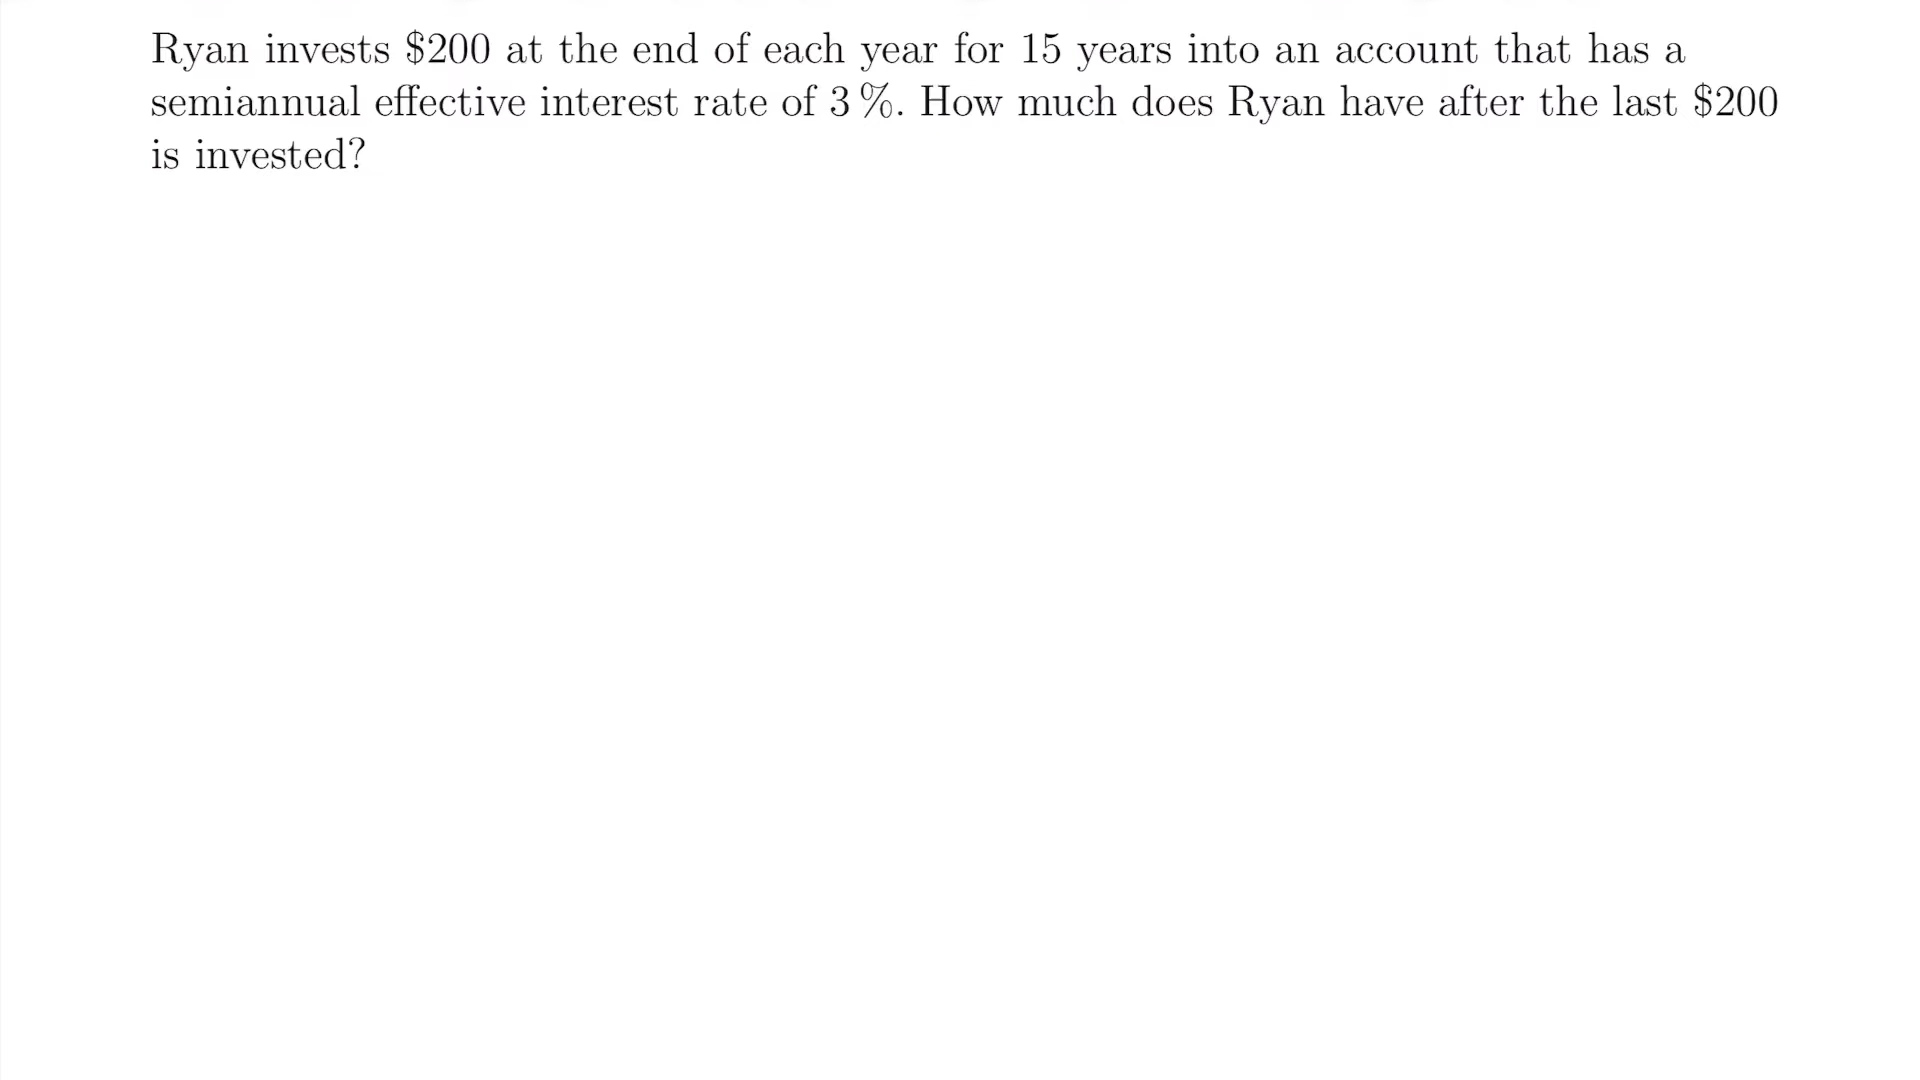 Ryan invests $200 at the end of each year for 15 years into an account that has a
semiannual effective interest rate of 3 %. How much does Ryan have after the last $200
is invested?